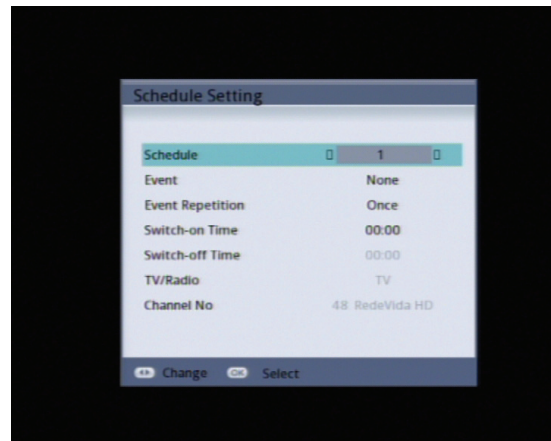 Schedule Setting
Schedule 1
Event None
Event Repetition Once
Switch-on Time 00:00
Switch-off Time 00:00
TV/Radio TV
Channel No 48 RedeVida HD
Change OK Select